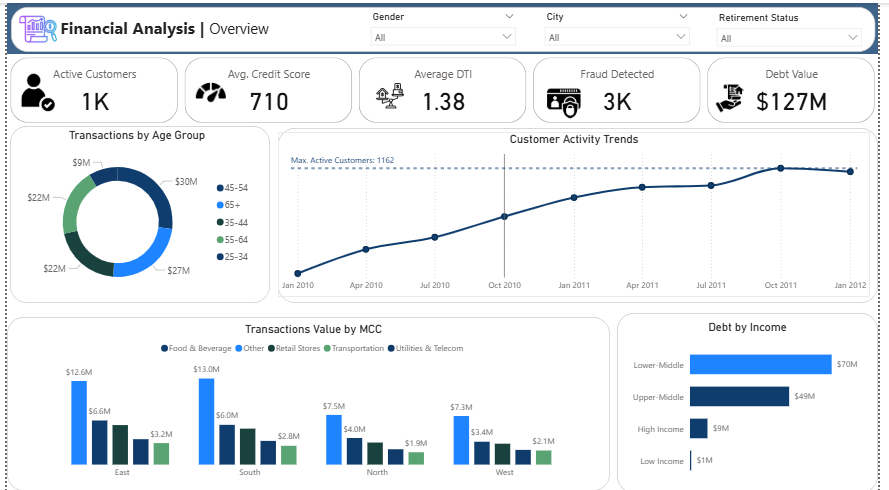 Financial Analysis | Overview
Gender
All
City
All
Retirement Status
All
Active Customers
1K
Avg. Credit Score
710
Average DTI
1.38
Fraud Detected
3K
Debt Value
$127M
Transactions by Age Group
$9M
$30M
$22M
$22M
$27M
45-54
65+
35-44
55-64
25-34
Customer Activity Trends
Max. Active Customers: 1162
Jan 2010 Apr 2010 Jul 2010 Oct 2010 Jan 2011 Apr 2011 Jul 2011 Oct 2011 Jan 2012
Transactions Value by MCC
Food & Beverage Other Retail Stores Transportation Utilities & Telecom
$12.6M $6.6M $3.2M
$13.0M $6.0M $2.8M
$7.5M $4.0M $1.9M
$7.3M $3.4M $2.1M
East South North West
Debt by Income
Lower-Middle $70M
Upper-Middle $49M
High Income $9M
Low Income $1M